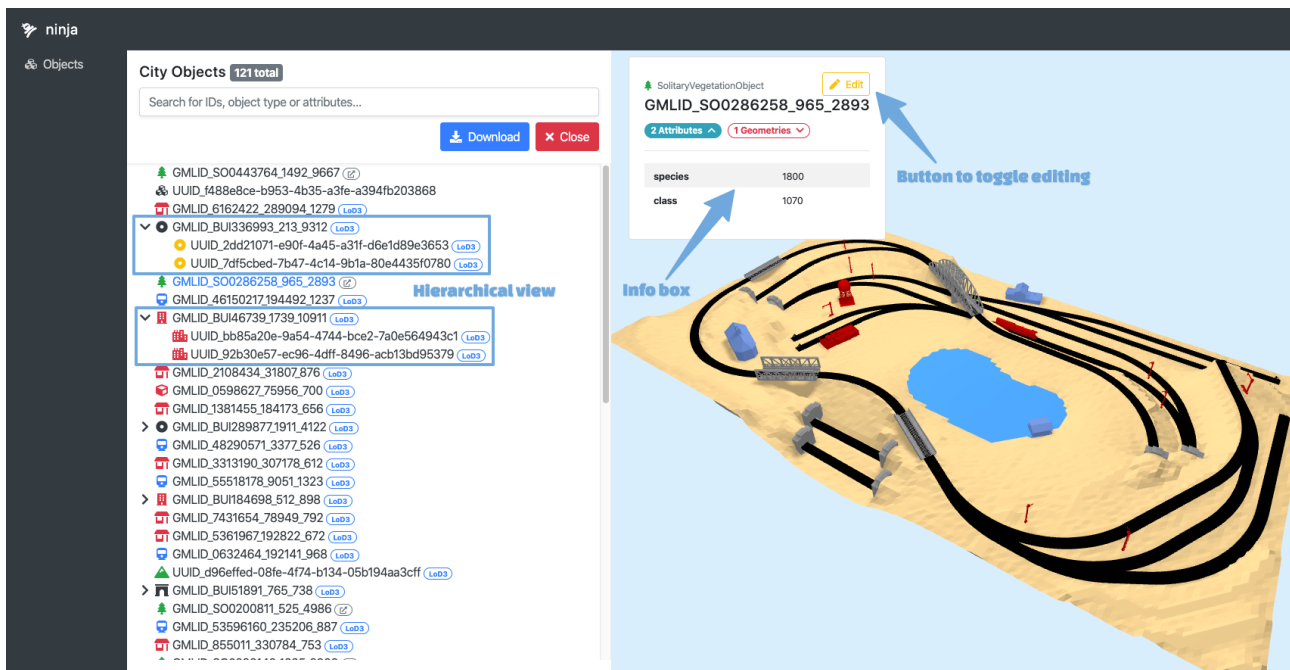 ninja
Objects
City Objects 121 total
Search for IDs, object type or attributes...
Download
Close
GMLID_SO0443764_1492_9667
UUID_f488e8ce-b953-4b35-a3fe-a394fb203868
GMLID_6162422_289094_1279 LoD3
GMLID_BUI336993_213_9312 LoD3
UUID_2dd21071-e90f-4a45-a31f-d6e1d89e3653 LoD3
UUID_7df5cbed-7b47-4c14-9b1a-80e4435f0780 LoD3
GMLID_SO0286258_965_2893
Hierarchical view
GMLID_46150217_194492_1237 LoD3
GMLID_BUI46739_1739_10911 LoD3
UUID_bb85a20e-9a54-4744-bce2-7a0e564943c1 LoD3
UUID_92b30e57-ec96-4dff-8496-acb13bd95379 LoD3
GMLID_2108434_31807_876 LoD3
GMLID_0598627_75956_700 LoD3
GMLID_1381455_184173_656 LoD3
GMLID_BUI289877_1911_4122 LoD3
GMLID_48290571_3377_526 LoD3
GMLID_3313190_307178_612 LoD3
GMLID_55518178_9051_1323 LoD3
GMLID_BUI184698_512_898 LoD3
GMLID_7431654_78949_792 LoD3
GMLID_5361967_192822_672 LoD3
GMLID_0632464_192141_968 LoD3
UUID_d96effed-08fe-4f74-b134-05b194aa3cff LoD3
GMLID_BUI51891_765_738 LoD3
GMLID_SO0200811_525_4986
GMLID_53596160_235206_887 LoD3
GMLID_855011_330784_753 LoD3
SolitaryVegetationObject
Edit
GMLID_SO0286258_965_2893
2 Attributes
1 Geometries
species 1800
class 1070
Button to toggle editing
Info box